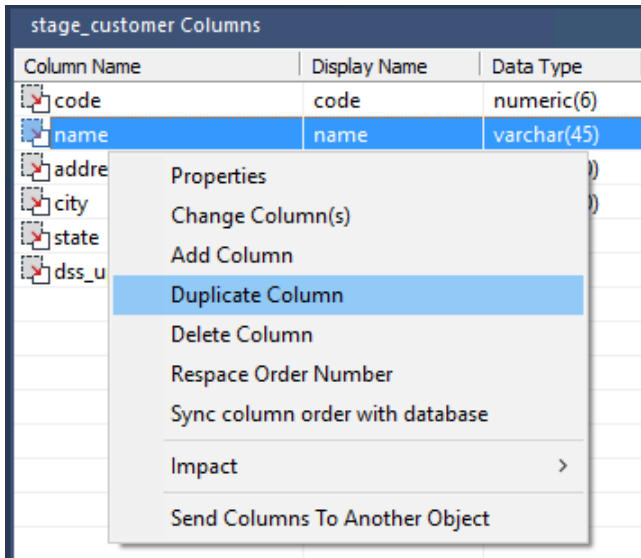 stage_customer Columns
Column Name Display Name Data Type
code code numeric(6)
name name varchar(45)
addre )
city )
state
dss_u
Properties
Change Column(s)
Add Column
Duplicate Column
Delete Column
Respace Order Number
Sync column order with database
Impact >
Send Columns To Another Object